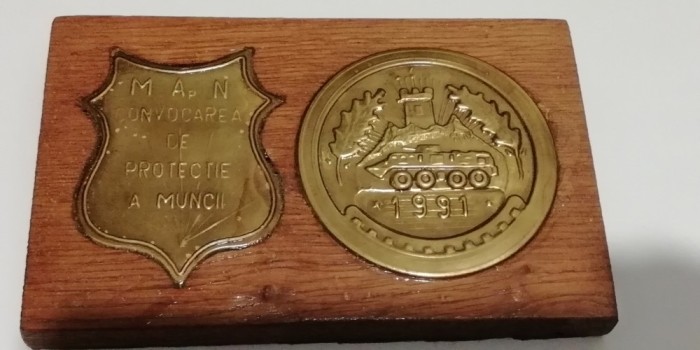 M Ap N
CONVOCAREA
DE
PROTECTIE
A MUNCII
1991